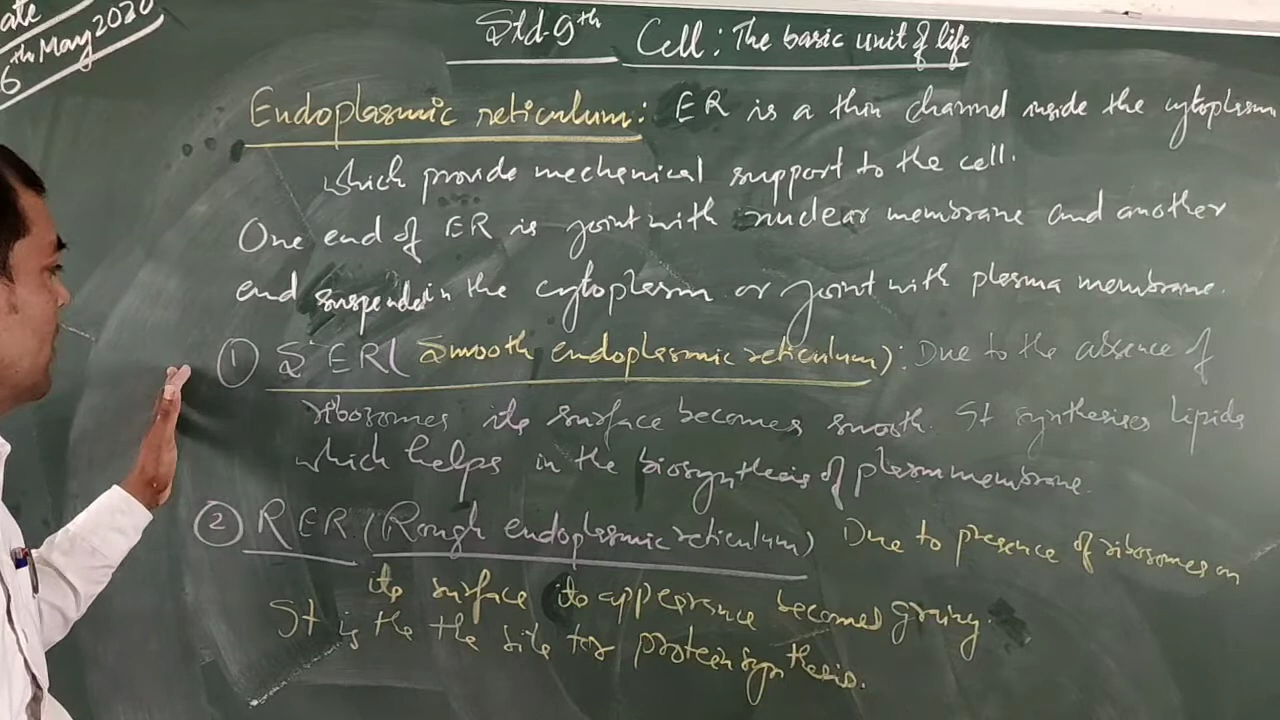 ate
6th May 2020
Std-9th Cell: The basic unit of life
Endoplasmic reticulum: ER is a thin channel inside the cytoplasm
which provide mechenical support to the cell.
One end of ER is joint with nuclear membrane and another
end suspended in the cytoplasm or joint with plasma membrane.
① SER( Smooth endoplasmic reticulum): Due to the absence of
ribosomes its surface becomes smooth. It synthesises Lipids
which helps in the biosynthesis of plasm membrane.
② RER (Rough endoplasmic reticulum) Due to presence of ribosomes on
its surface its appearance becomes grainy.
It is the the site for protein synthesis.